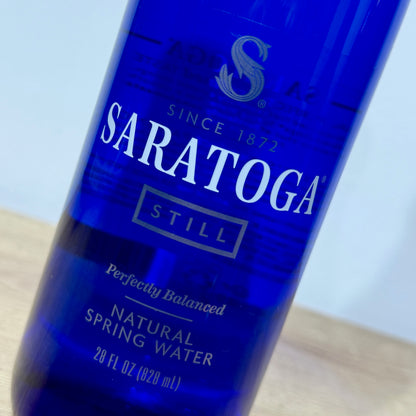 S
SINCE 1872
SARATOGA®
STILL
Perfectly Balanced
NATURAL
SPRING WATER
28 FL OZ (828 mL)